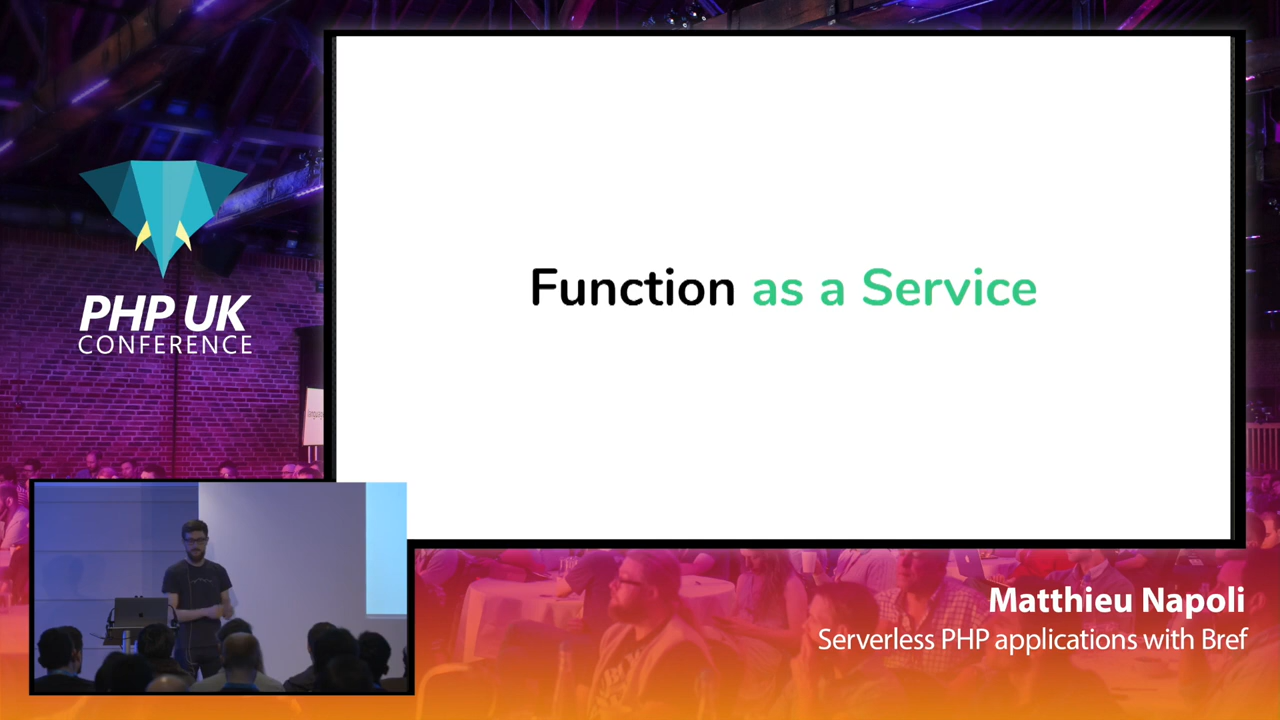 Function as a Service
PHP UK
CONFERENCE
Matthieu Napoli
Serverless PHP applications with Bref